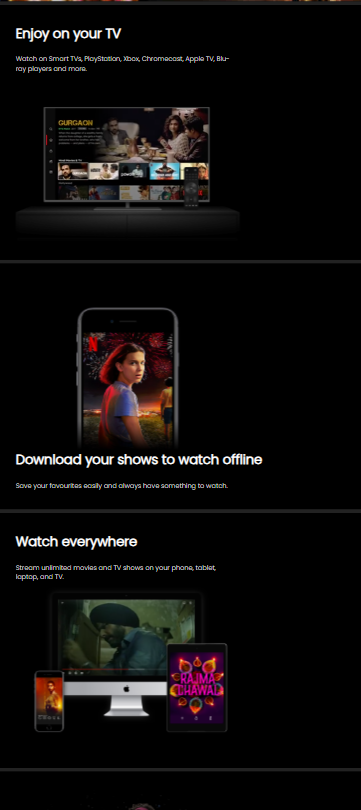 Enjoy on your TV
Watch on Smart TVs, PlayStation, Xbox, Chromecast, Apple TV, Blu-
ray players and more.
GURGAON
N
Download your shows to watch offline
Save your favourites easily and always have something to watch.
Watch everywhere
Stream unlimited movies and TV shows on your phone, tablet,
laptop, and TV.
RAJMA
CHAWAL